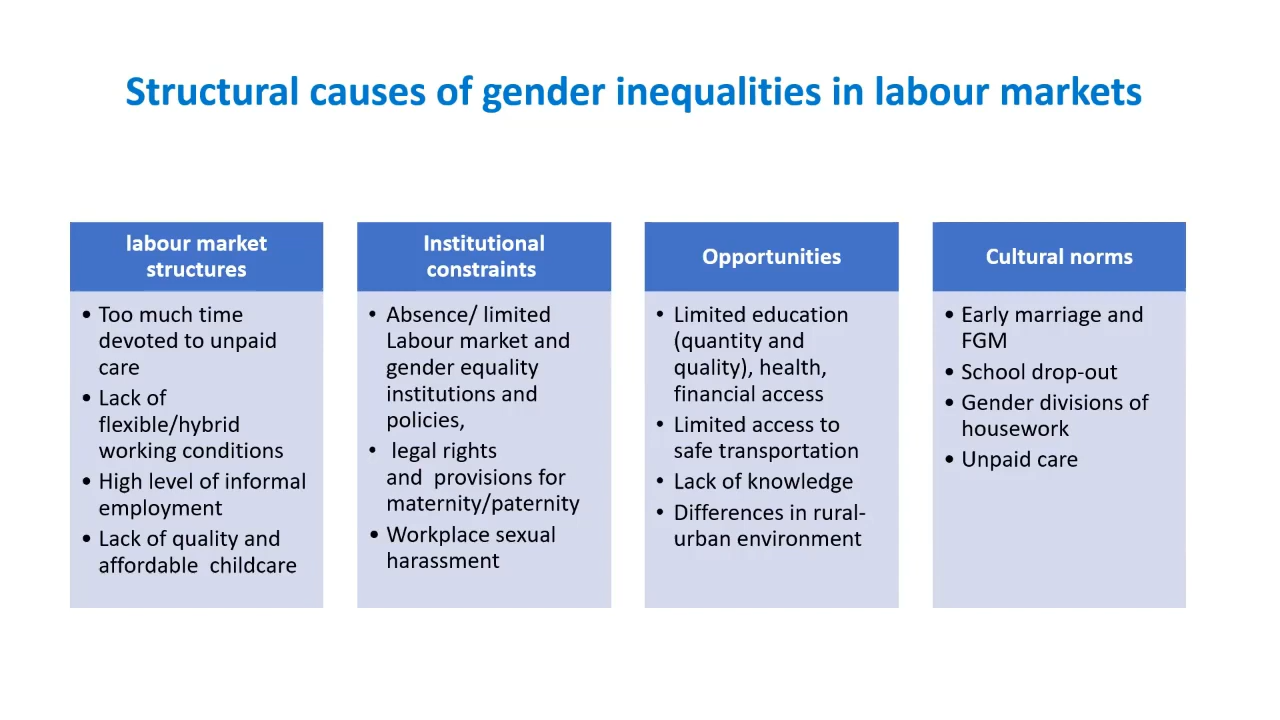 Structural causes of gender inequalities in labour markets
labour market
structures
• Too much time
devoted to unpaid
care
• Lack of
flexible/hybrid
working conditions
• High level of informal
employment
• Lack of quality and
affordable  childcare
Institutional
constraints
• Absence/ limited
Labour market and
gender equality
institutions and
policies,
•  legal rights
and  provisions for
maternity/paternity
• Workplace sexual
harassment
Opportunities
• Limited education
(quantity and
quality), health,
financial access
• Limited access to
safe transportation
• Lack of knowledge
• Differences in rural-
urban environment
Cultural norms
• Early marriage and
FGM
• School drop-out
• Gender divisions of
housework
• Unpaid care